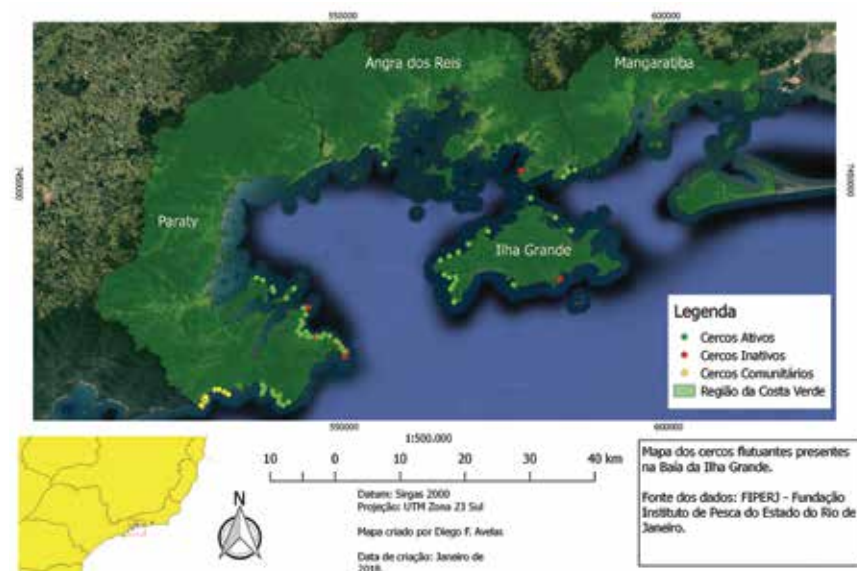 550000
600000
Angra dos Reis
Mangaratiba
7450000
7450000
Paraty
Ilha Grande
Legenda
Cercos Ativos
Cercos Inativos
Cercos Comunitários
Região da Costa Verde
550000
600000
1:500.000
10
0
10
20
30
40 km
N
Datum: Sirgas 2000
Projeção: UTM Zona 23 Sul
Mapa criado por Diego F. Avelas
Data de criação: Janeiro de
2018.
Mapa dos cercos flutuantes presentes
na Baía da Ilha Grande.
Fonte dos dados: FIPERJ - Fundação
Instituto de Pesca do Estado do Rio de
Janeiro.